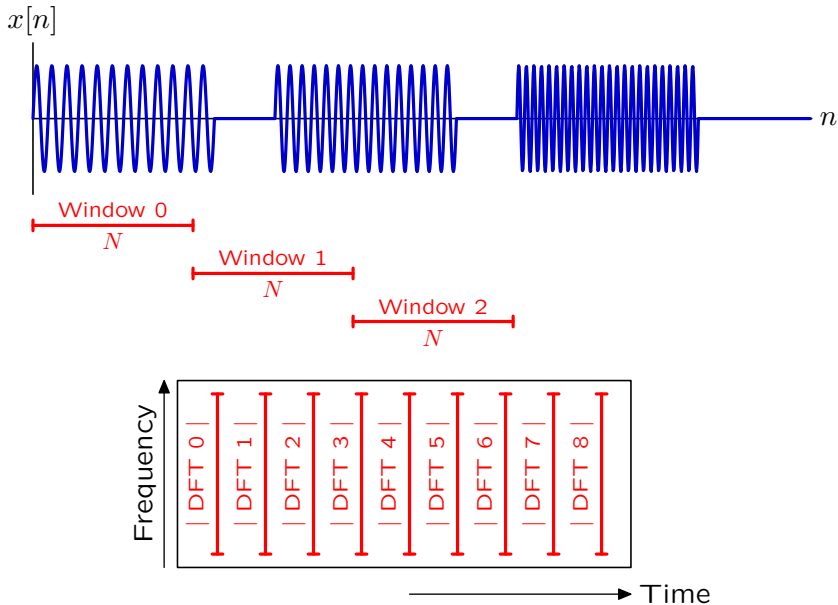 x[n]
n
Window 0
N
Window 1
N
Window 2
N
Frequency
| DFT 0 |
| DFT 1 |
| DFT 2 |
| DFT 3 |
| DFT 4 |
| DFT 5 |
| DFT 6 |
| DFT 7 |
| DFT 8 |
Time